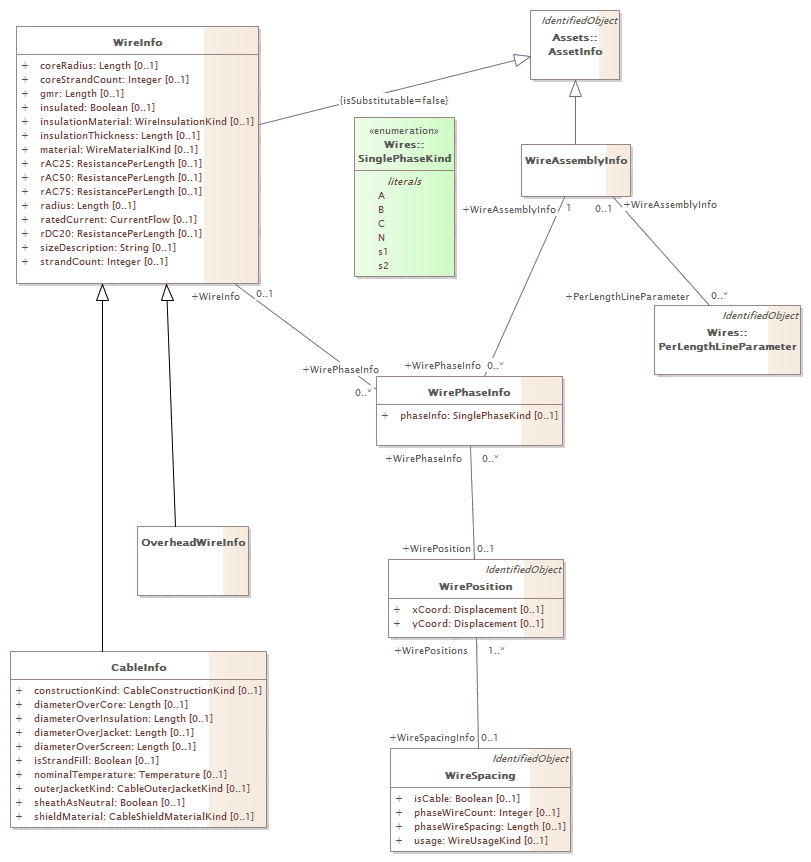 WireInfo
+ coreRadius: Length [0..1]
+ coreStrandCount: Integer [0..1]
+ gmr: Length [0..1]
+ insulated: Boolean [0..1]
+ insulationMaterial: WireInsulationKind [0..1]
+ insulationThickness: Length [0..1]
+ material: WireMaterialKind [0..1]
+ rAC25: ResistancePerLength [0..1]
+ rAC50: ResistancePerLength [0..1]
+ rAC75: ResistancePerLength [0..1]
+ radius: Length [0..1]
+ ratedCurrent: CurrentFlow [0..1]
+ rDC20: ResistancePerLength [0..1]
+ sizeDescription: String [0..1]
+ strandCount: Integer [0..1]
IdentifiedObject
Assets::
AssetInfo
{isSubstitutable=false}
«enumeration»
Wires::
SinglePhaseKind
literals
A
B
C
N
s1
s2
WireAssemblyInfo
+WireAssemblyInfo 1
0..1 +WireAssemblyInfo
+PerLengthLineParameter 0..*
IdentifiedObject
Wires::
PerLengthLineParameter
+WireInfo 0..1
+WirePhaseInfo
0..*
+WirePhaseInfo 0..*
WirePhaseInfo
+ phaseInfo: SinglePhaseKind [0..1]
+WirePhaseInfo 0..*
OverheadWireInfo
+WirePosition 0..1
IdentifiedObject
WirePosition
+ xCoord: Displacement [0..1]
+ yCoord: Displacement [0..1]
+WirePositions 1..*
CableInfo
+ constructionKind: CableConstructionKind [0..1]
+ diameterOverCore: Length [0..1]
+ diameterOverInsulation: Length [0..1]
+ diameterOverJacket: Length [0..1]
+ diameterOverScreen: Length [0..1]
+ isStrandFill: Boolean [0..1]
+ nominalTemperature: Temperature [0..1]
+ outerJacketKind: CableOuterJacketKind [0..1]
+ sheathAsNeutral: Boolean [0..1]
+ shieldMaterial: CableShieldMaterialKind [0..1]
+WireSpacingInfo 0..1
IdentifiedObject
WireSpacing
+ isCable: Boolean [0..1]
+ phaseWireCount: Integer [0..1]
+ phaseWireSpacing: Length [0..1]
+ usage: WireUsageKind [0..1]